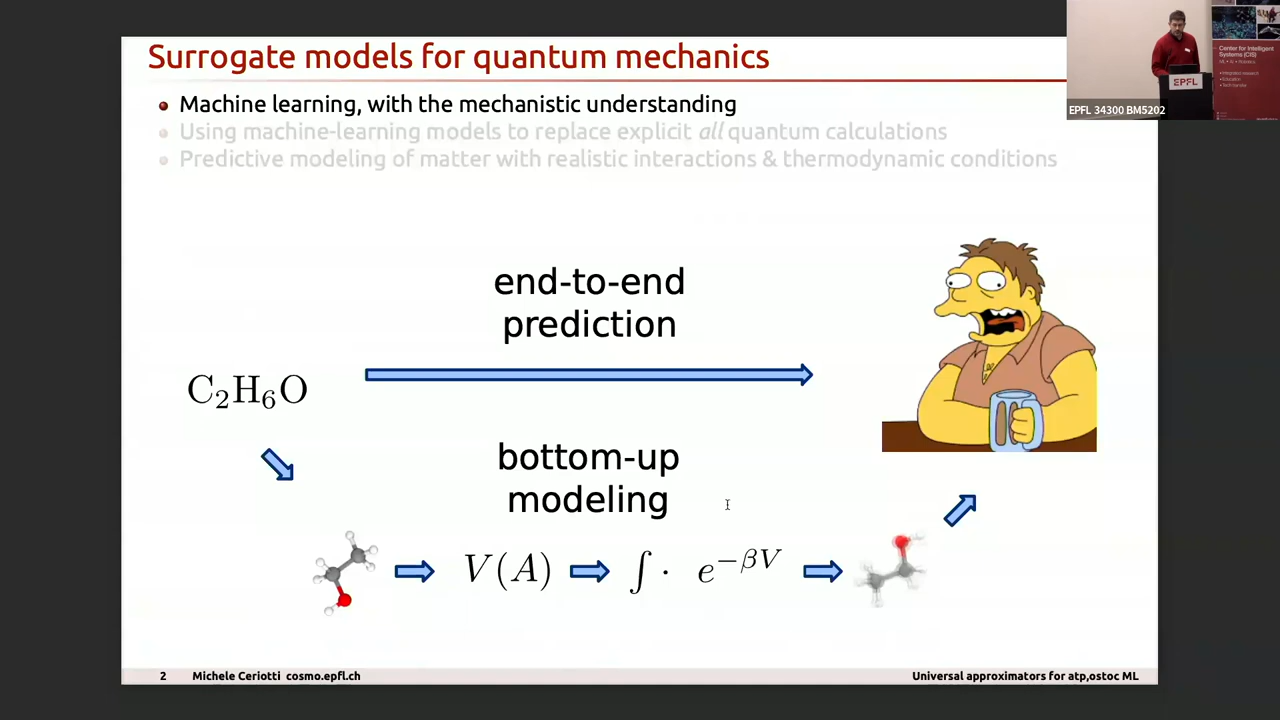 Surrogate models for quantum mechanics
Machine learning, with the mechanistic understanding
Using machine-learning models to replace explicit all quantum calculations
Predictive modeling of matter with realistic interactions & thermodynamic conditions
end-to-end
prediction
C₂H₆O
bottom-up
modeling
V(A)
∫ · e^{−βV}
2 Michele Ceriotti cosmo.epfl.ch
Universal approximators for atp,ostoc ML
EPFL
EPFL 34300 BM5202
Center for Intelligent
Systems (CIS)